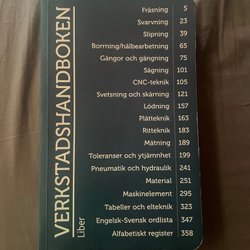 VERKSTADSHANDBOKEN
Liber
Fräsning 5
Svarvning 23
Slipning 39
Borrning/hålbearbetning 65
Gängor och gängning 75
Sågning 101
CNC-teknik 105
Svetsning och skärning 121
Lödning 157
Plåtteknik 163
Ritteknik 183
Mätning 189
Toleranser och ytjämnhet 199
Pneumatik och hydraulik 241
Material 251
Maskinelement 295
Tabeller och elteknik 323
Engelsk-Svensk ordlista 347
Alfabetiskt register 358